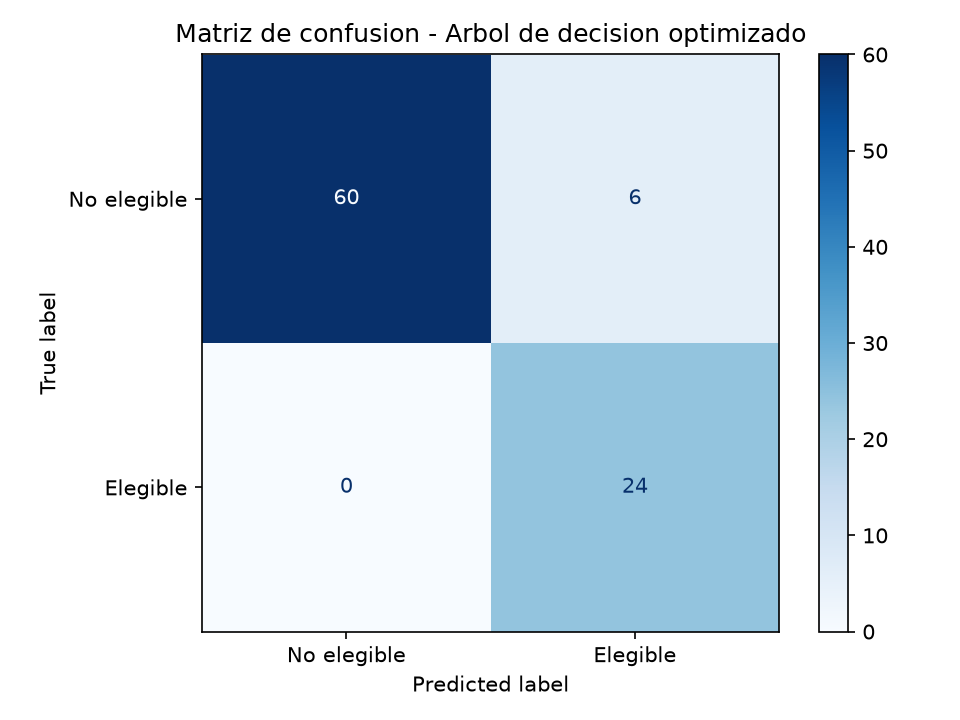 Matriz de confusion - Arbol de decision optimizado
60
No elegible
60
6
50
40
True label
30
20
Elegible
0
24
10
0
No elegible
Elegible
Predicted label